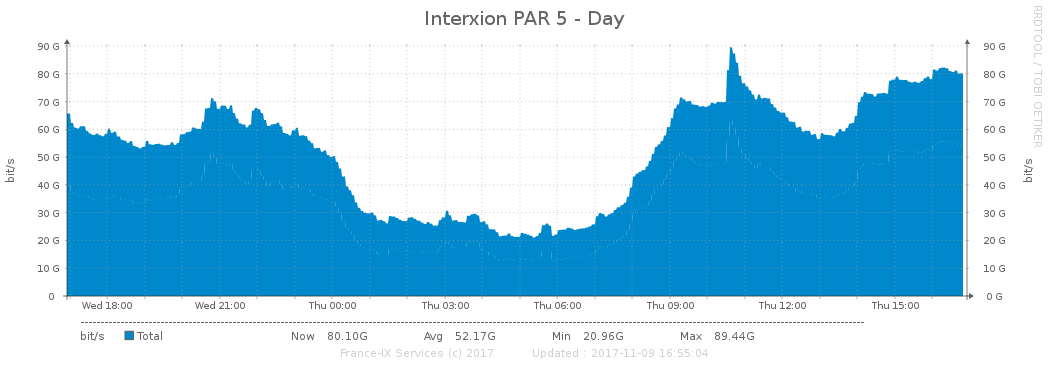 Interxion PAR 5 - Day
RRDTOOL / TOBI OETIKER
bit/s
bit/s
90 G 90 G
80 G 80 G
70 G 70 G
60 G 60 G
50 G 50 G
40 G 40 G
30 G 30 G
20 G 20 G
10 G 10 G
0 0 G
Wed 18:00 Wed 21:00 Thu 00:00 Thu 03:00 Thu 06:00 Thu 09:00 Thu 12:00 Thu 15:00
bit/s Total Now 80.10G Avg 52.17G Min 20.96G Max 89.44G
France-IX Services (c) 2017 Updated : 2017-11-09 16:55:04